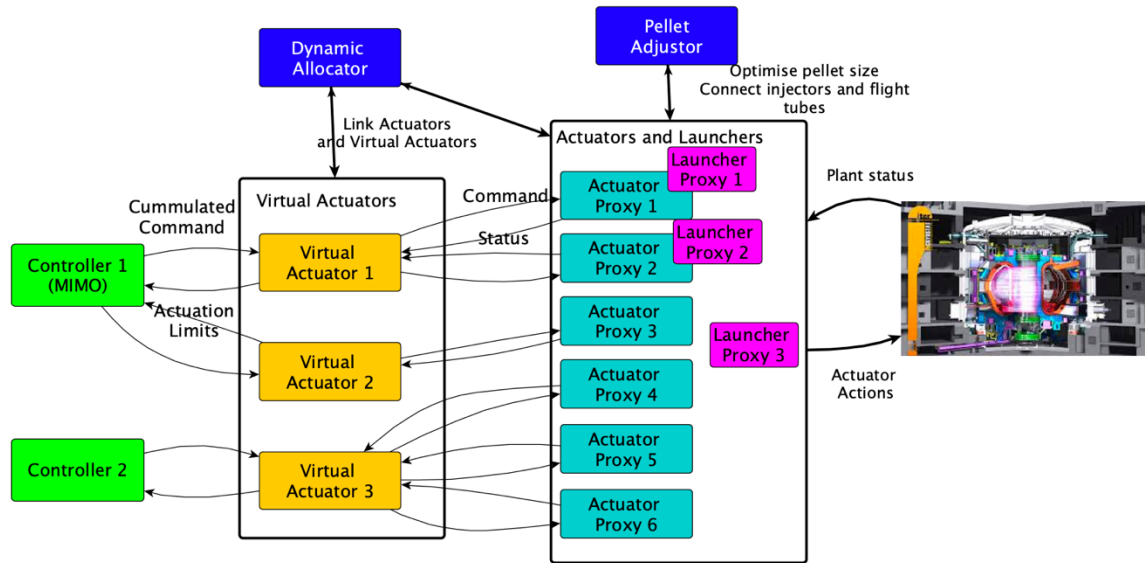 Dynamic
Allocator
Pellet
Adjustor
Optimise pellet size
Connect injectors and flight
tubes
Link Actuators
and Virtual Actuators
Actuators and Launchers
Launcher
Proxy 1
Plant status
Virtual Actuators
Command
Actuator
Proxy 1
Cummulated
Command
Launcher
Proxy 2
Status
Virtual
Actuator 1
Actuator
Proxy 2
Controller 1
(MIMO)
Actuation
Limits
Actuator
Proxy 3
Launcher
Proxy 3
Virtual
Actuator 2
Actuator
Proxy 4
Actuator
Actions
Controller 2
Virtual
Actuator 3
Actuator
Proxy 5
Actuator
Proxy 6